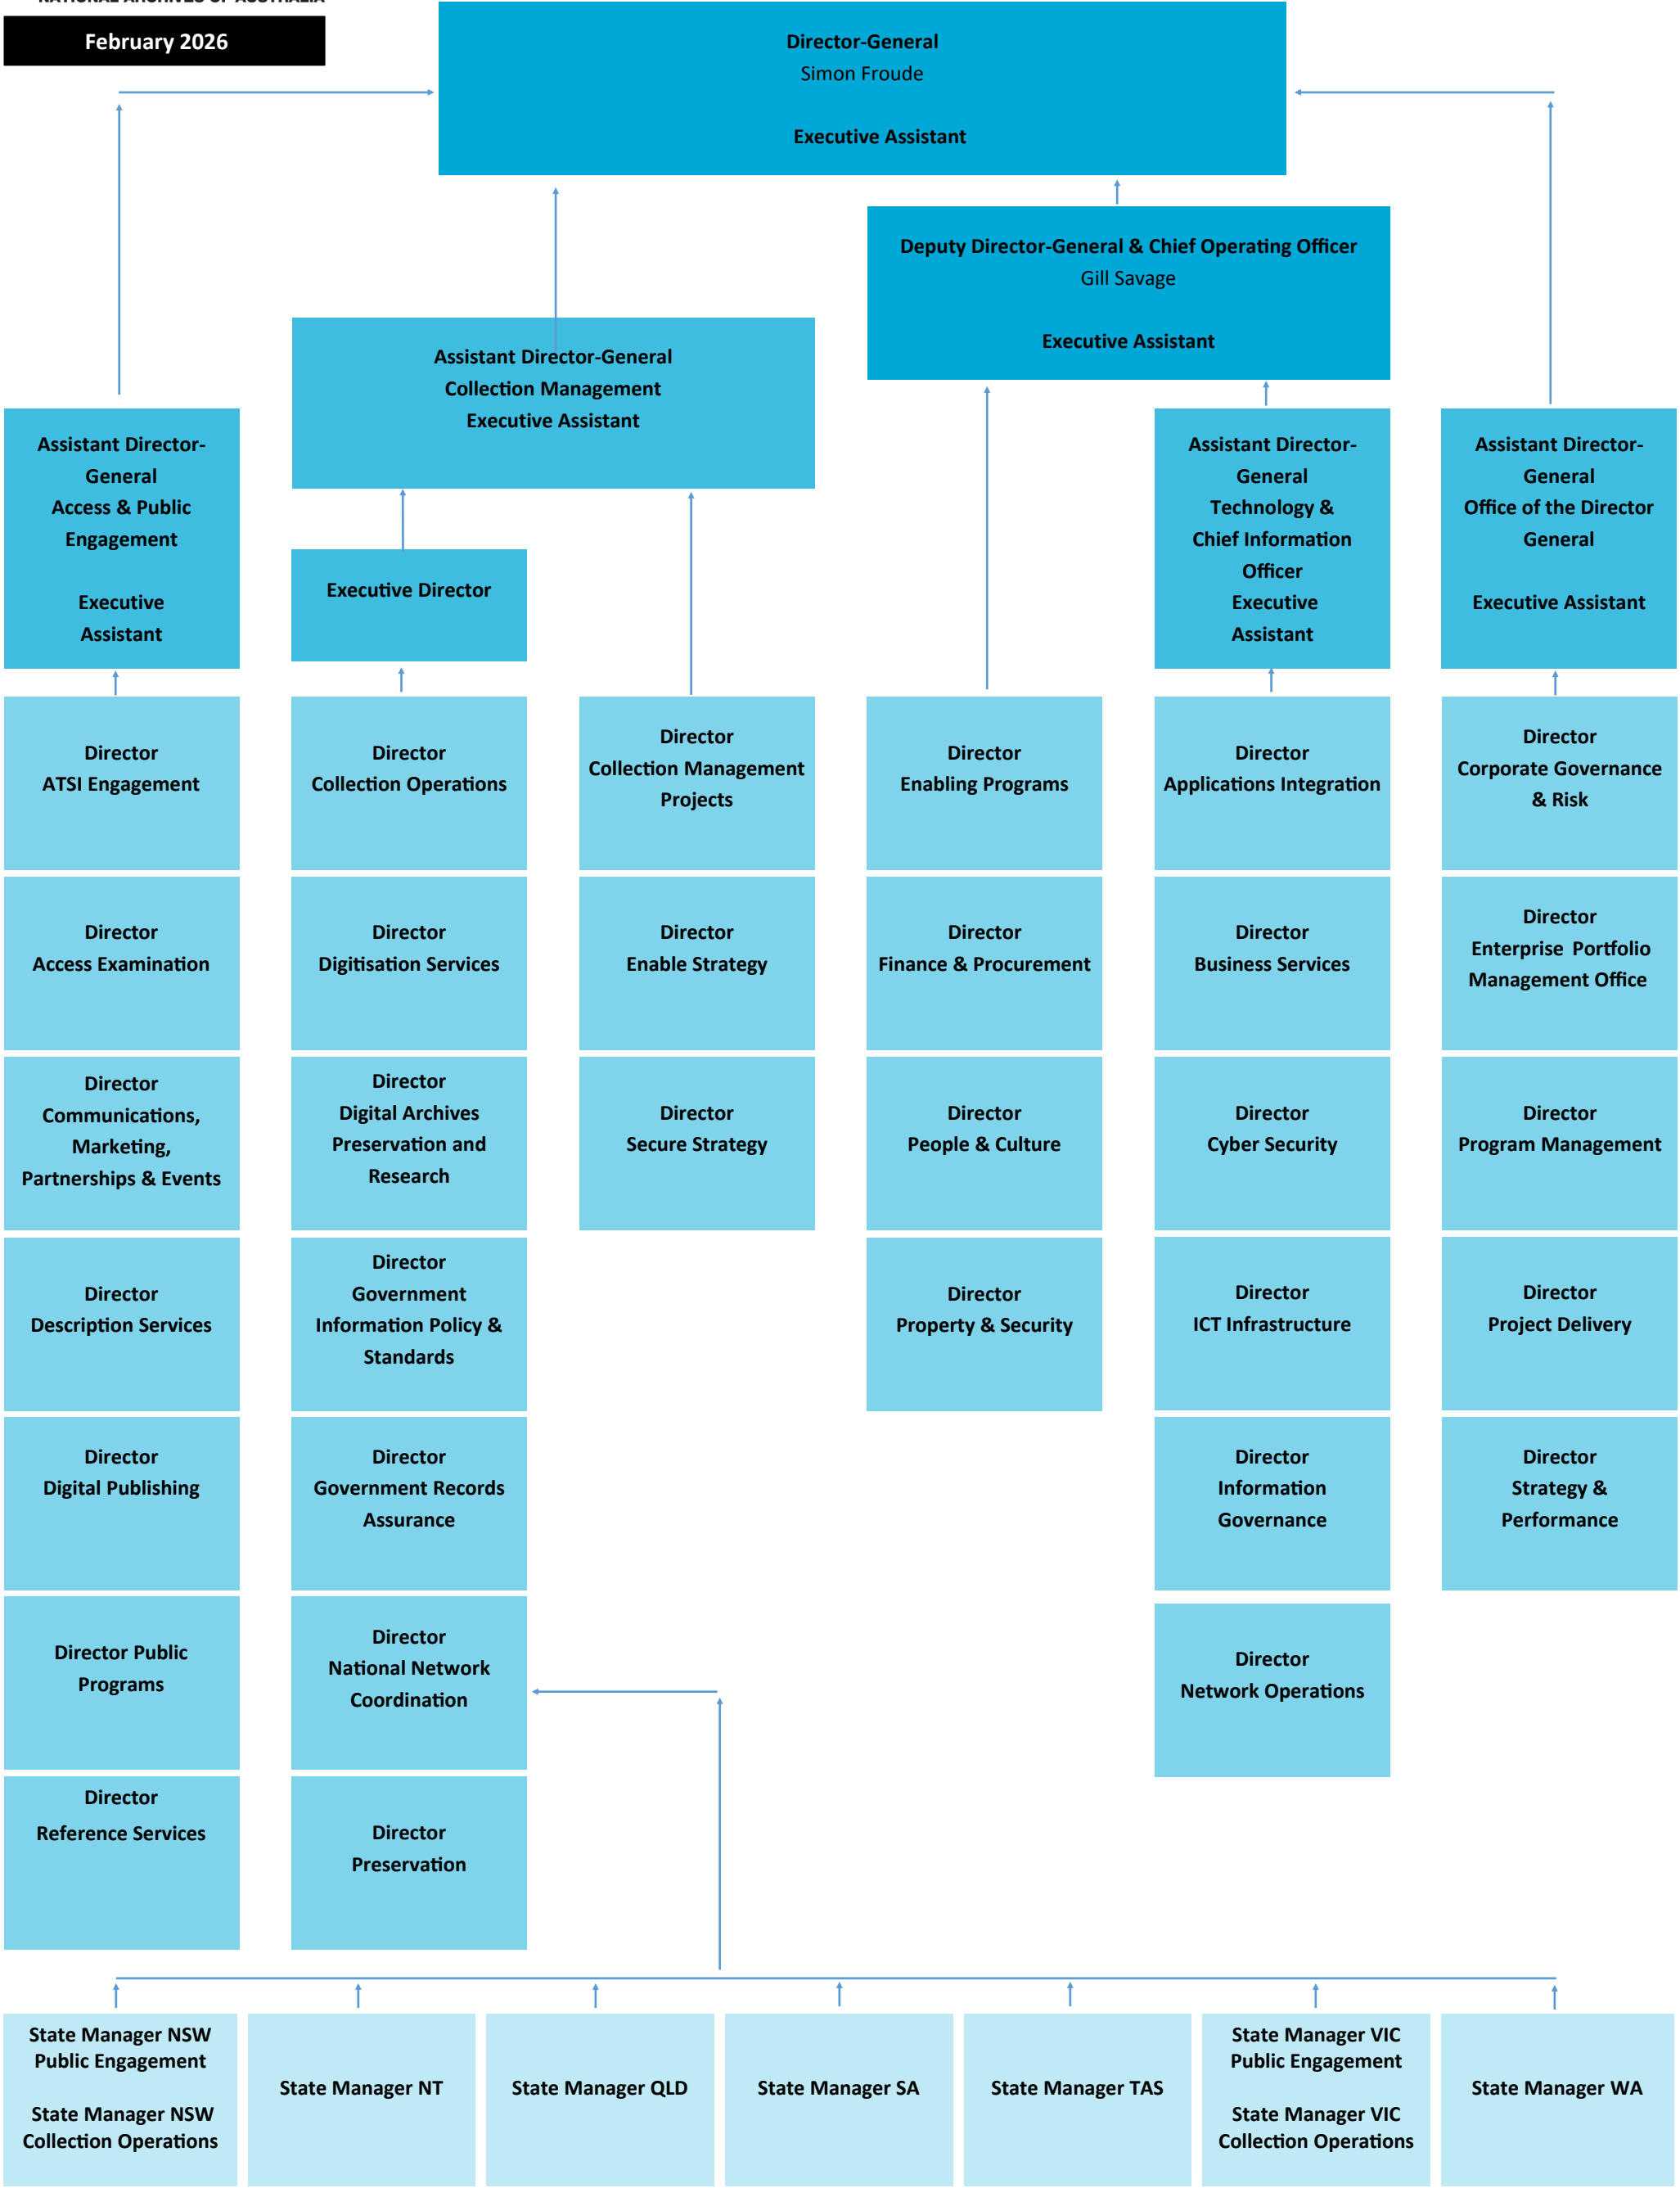 NATIONAL ARCHIVES OF AUSTRALIA
February 2026
Director-General
Simon Froude
Executive Assistant
Deputy Director-General & Chief Operating Officer
Gill Savage
Executive Assistant
Assistant Director-General
Collection Management
Executive Assistant
Assistant Director-
General
Access & Public
Engagement
Executive
Assistant
Executive Director
Assistant Director-
General
Technology &
Chief Information
Officer
Executive
Assistant
Assistant Director-
General
Office of the Director
General
Executive Assistant
Director
ATSI Engagement
Director
Collection Operations
Director
Collection Management
Projects
Director
Enabling Programs
Director
Applications Integration
Director
Corporate Governance
& Risk
Director
Access Examination
Director
Digitisation Services
Director
Enable Strategy
Director
Finance & Procurement
Director
Business Services
Director
Enterprise Portfolio
Management Office
Director
Communications,
Marketing,
Partnerships & Events
Director
Digital Archives
Preservation and
Research
Director
Secure Strategy
Director
People & Culture
Director
Cyber Security
Director
Program Management
Director
Description Services
Director
Government
Information Policy &
Standards
Director
Property & Security
Director
ICT Infrastructure
Director
Project Delivery
Director
Digital Publishing
Director
Government Records
Assurance
Director
Information
Governance
Director
Strategy &
Performance
Director Public
Programs
Director
National Network
Coordination
Director
Network Operations
Director
Reference Services
Director
Preservation
State Manager NSW
Public Engagement
State Manager NSW
Collection Operations
State Manager NT
State Manager QLD
State Manager SA
State Manager TAS
State Manager VIC
Public Engagement
State Manager VIC
Collection Operations
State Manager WA